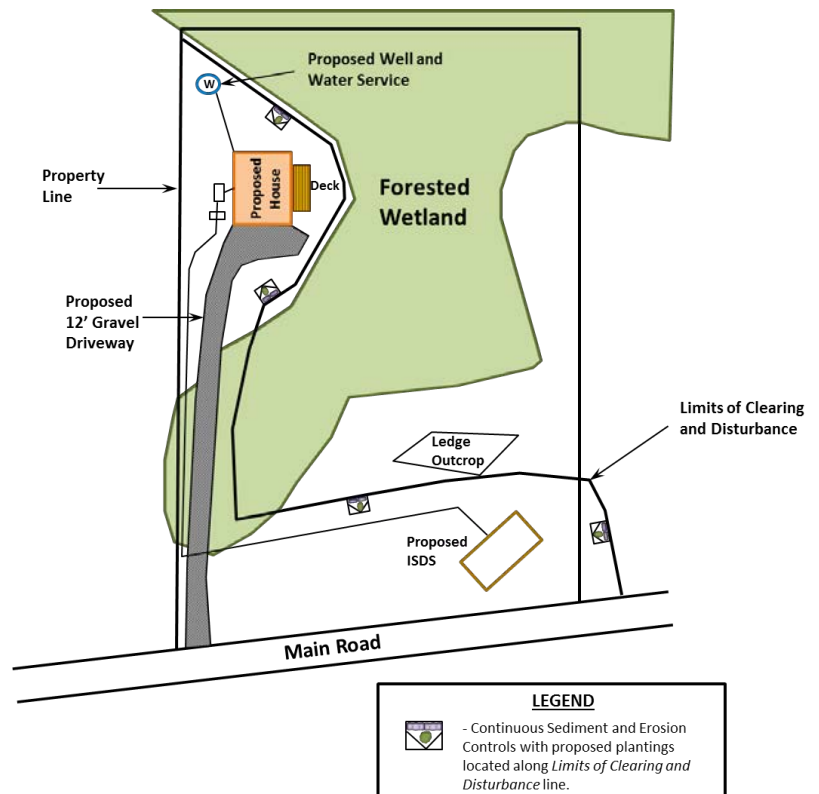 Proposed Well and
Water Service
W
Property
Line
Proposed
House
Deck
Forested
Wetland
Proposed
12’ Gravel
Driveway
Limits of Clearing
and Disturbance
Ledge
Outcrop
Proposed
ISDS
Main Road
LEGEND
- Continuous Sediment and Erosion
Controls with proposed plantings
located along Limits of Clearing and
Disturbance line.